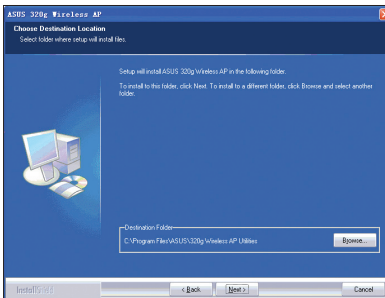 ASUS 320g Wireless AP
Choose Destination Location
Select folder where setup will install files.
Setup will install ASUS 320g Wireless AP in the following folder.
To install to this folder, click Next. To install to a different folder, click Browse and select another
folder.
Destination Folder
C:\Program Files\ASUS\320g Wireless AP Utilities
Browse...
InstallShield
< Back
Next >
Cancel